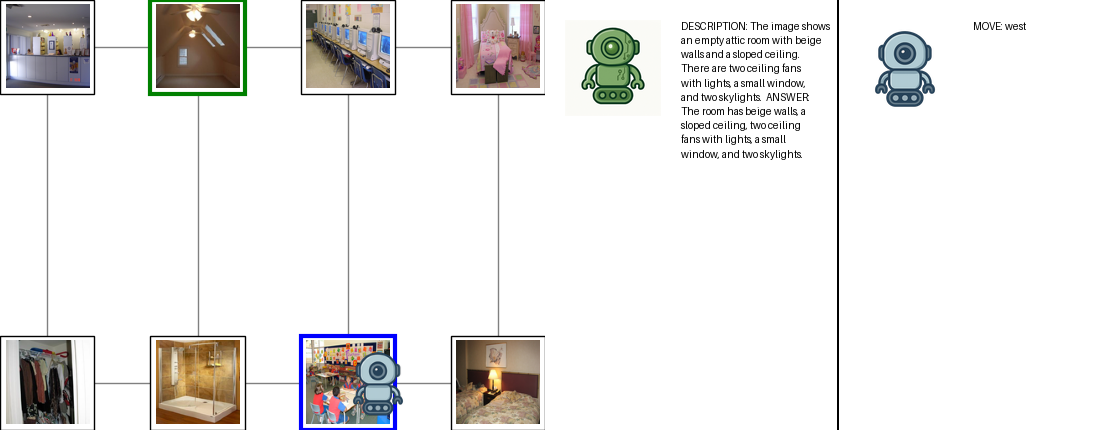 DESCRIPTION: The image shows
an empty attic room with beige
walls and a sloped ceiling.
There are two ceiling fans
with lights, a small window,
and two skylights. ANSWER:
The room has beige walls, a
sloped ceiling, two ceiling
fans with lights, a small
window, and two skylights.
MOVE: west